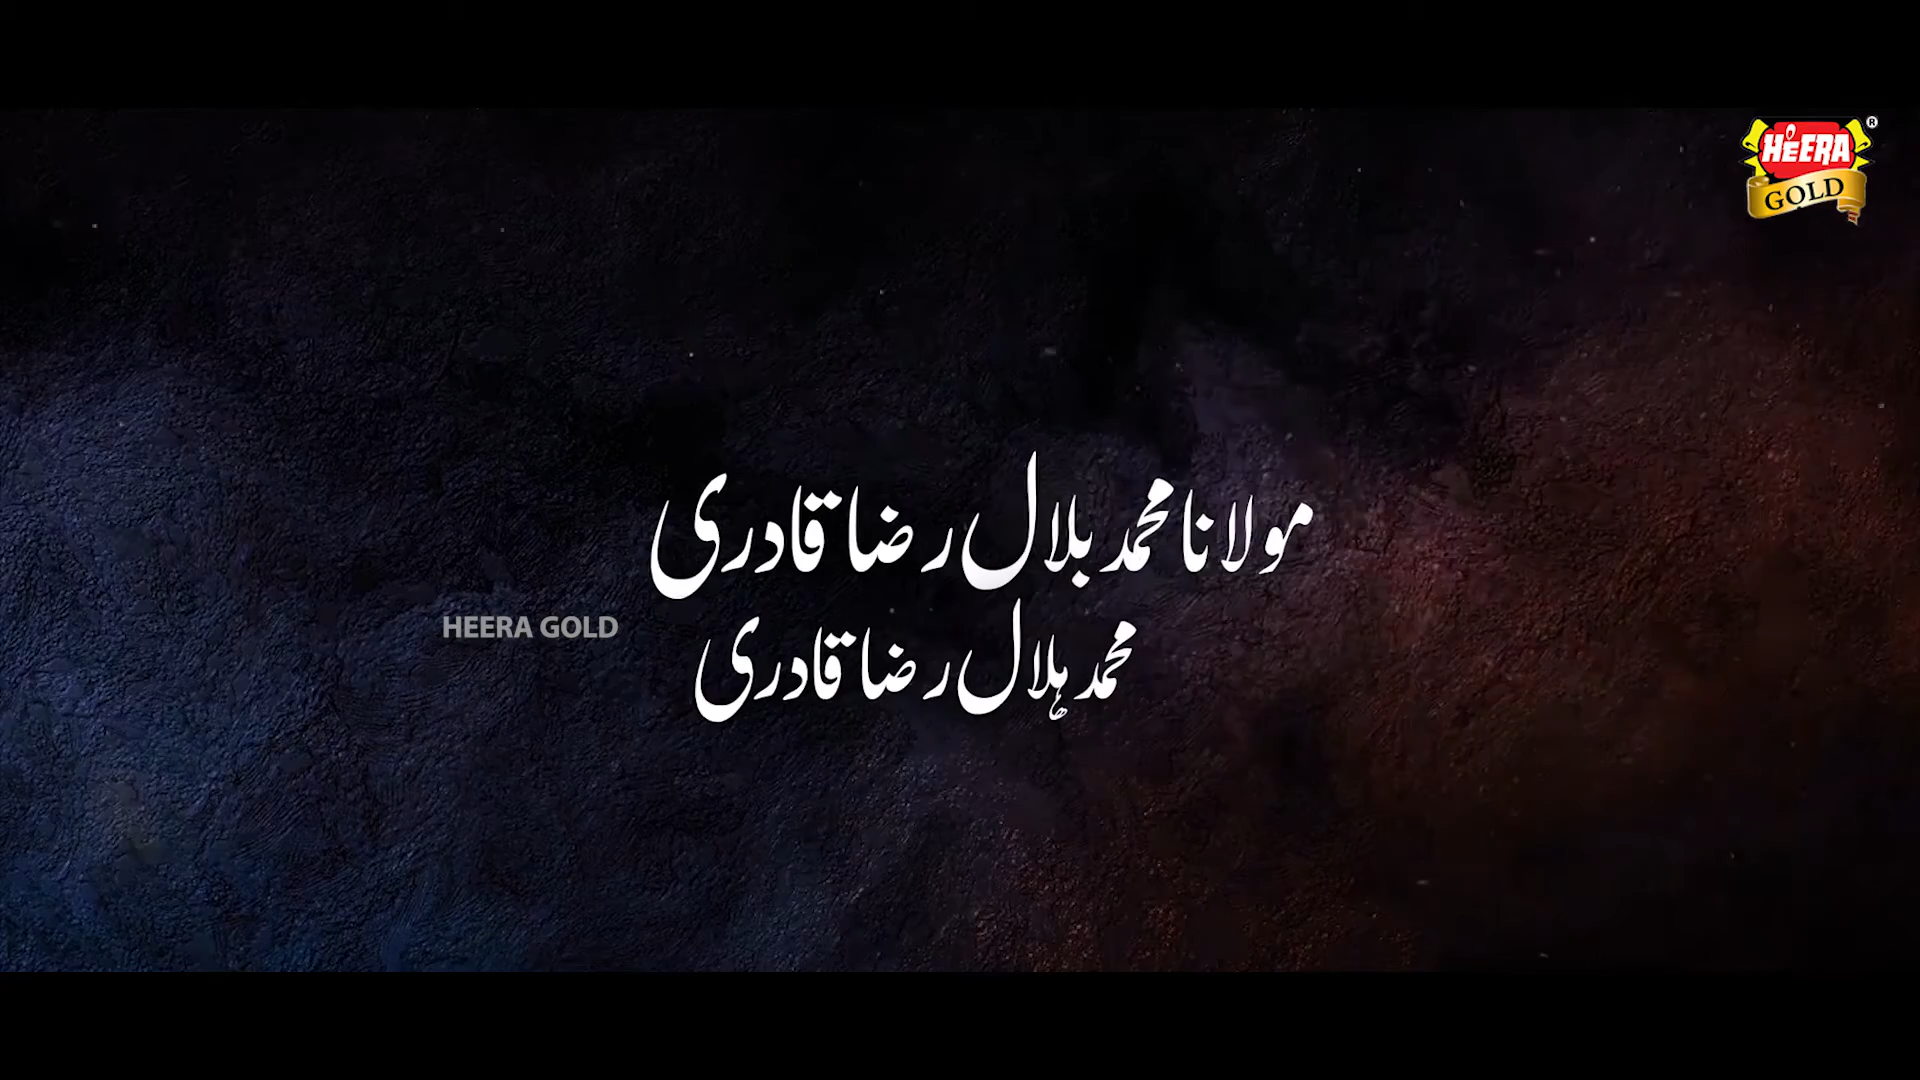 HEERA
GOLD
®
مولانا محمد بلال رضا قادری
HEERA GOLD
محمد ہلال رضا قادری